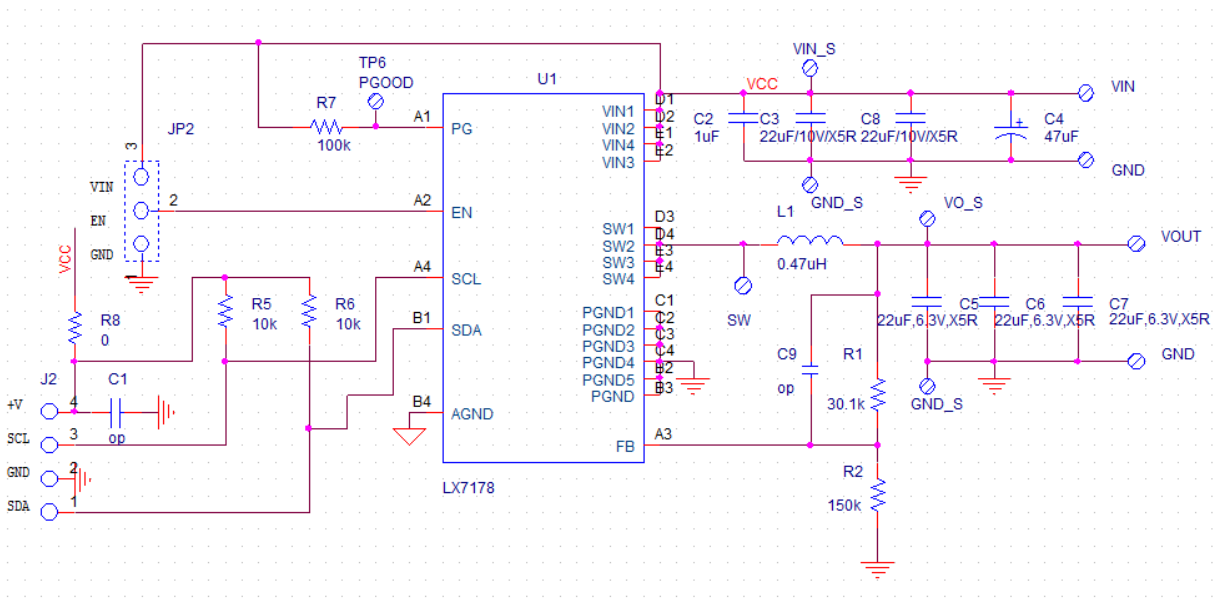 VIN_S
TP6
PGOOD
U1
VCC
VIN
R7
100k
A1
PG
VIN1
VIN2
VIN4
VIN3
D1
D2
E1
E2
C2
1uF
C3
22uF/10V/X5R
C8
22uF/10V/X5R
C4
47uF
GND
JP2
3
VIN
2
EN
GND
1
A2
EN
GND_S
VO_S
L1
0.47uH
VOUT
SW1
SW2
SW3
SW4
D3
D4
E3
E4
VCC
A4
SCL
R5
10k
R6
10k
R8
0
B1
SDA
SW
PGND1
PGND2
PGND3
PGND4
PGND5
PGND
C1
C2
C3
C4
B2
B3
C5
22uF,6.3V,X5R
C6
22uF,6.3V,X5R
C7
22uF,6.3V,X5R
GND
C9
op
R1
30.1k
GND_S
J2
C1
op
+V
4
SCL
3
GND
2
SDA
1
B4
AGND
FB
A3
R2
150k
LX7178